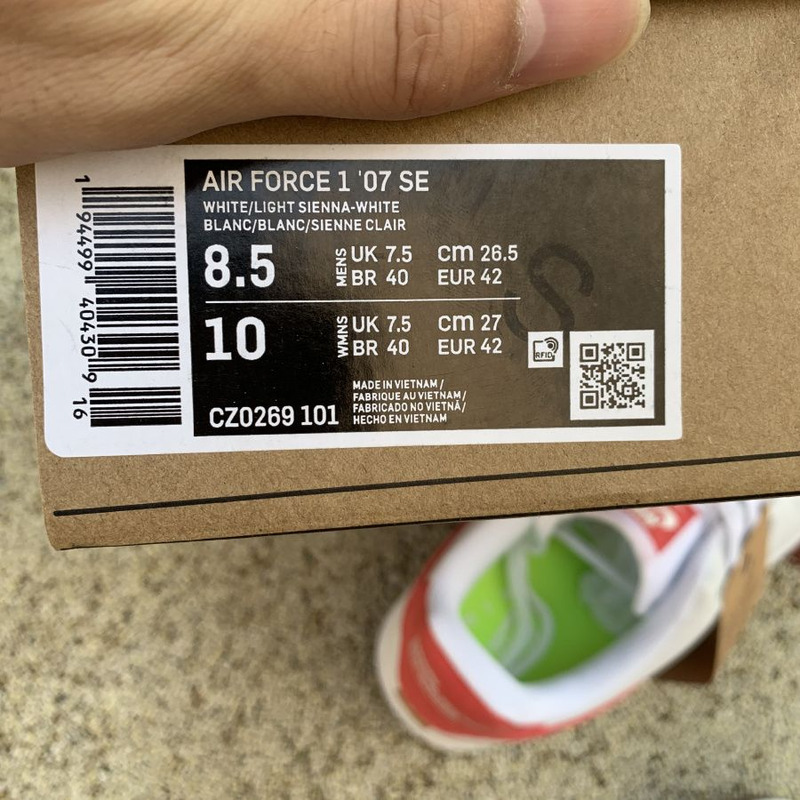 AIR FORCE 1 '07 SE
WHITE/LIGHT SIENNA-WHITE
BLANC/BLANC/SIENNE CLAIR
8.5 MENS UK 7.5 cm 26.5
BR 40 EUR 42
10 WMNS UK 7.5 cm 27
BR 40 EUR 42
RFID
CZ0269 101
MADE IN VIETNAM /
FABRIQUE AU VIETNAM /
FABRICADO NO VIETNÃ /
HECHO EN VIETNAM
1 94499 40430 9 16